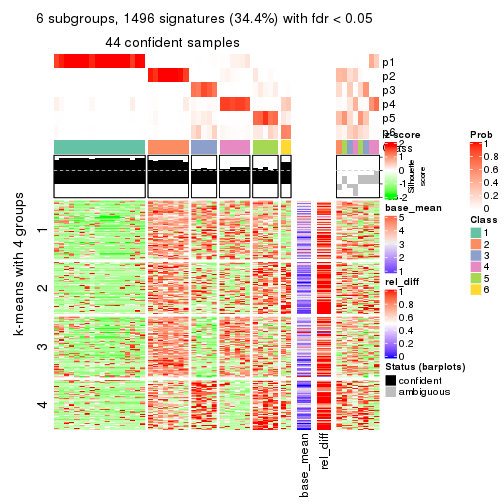 6 subgroups, 1496 signatures (34.4%) with fdr < 0.05
44 confident samples
p1
p2
p3
p4
p5
p6
Class
Silhouette
score
k-means with 4 groups
1
2
3
4
base_mean
rel_diff
z-score
2
1
0
-1
-2
base_mean
5
4
3
2
1
rel_diff
1
0.8
0.6
0.4
0.2
0
Status (barplots)
confident
ambiguous
Prob
1
0.8
0.6
0.4
0.2
0
Class
1
2
3
4
5
6